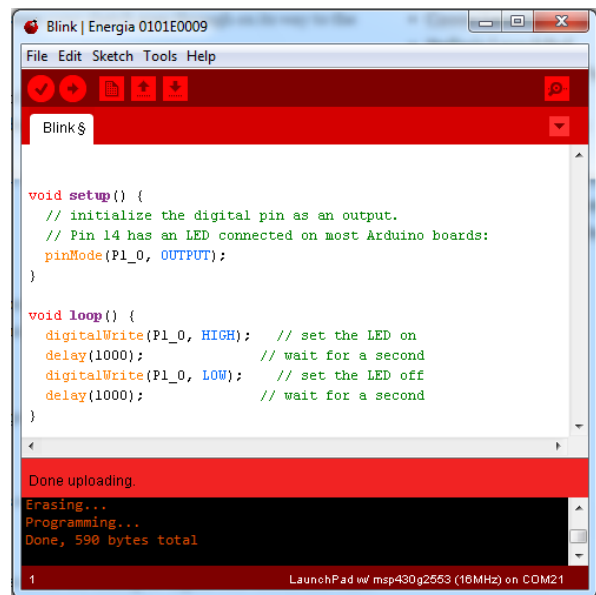 Blink | Energia 0101E0009
File Edit Sketch Tools Help
Blink §
void setup() {
  // initialize the digital pin as an output.
  // Pin 14 has an LED connected on most Arduino boards:
  pinMode(P1_0, OUTPUT);
}
void loop() {
  digitalWrite(P1_0, HIGH);   // set the LED on
  delay(1000);              // wait for a second
  digitalWrite(P1_0, LOW);    // set the LED off
  delay(1000);              // wait for a second
}
Done uploading.
Erasing...
Programming...
Done, 590 bytes total
1 LaunchPad w/ msp430g2553 (16MHz) on COM21